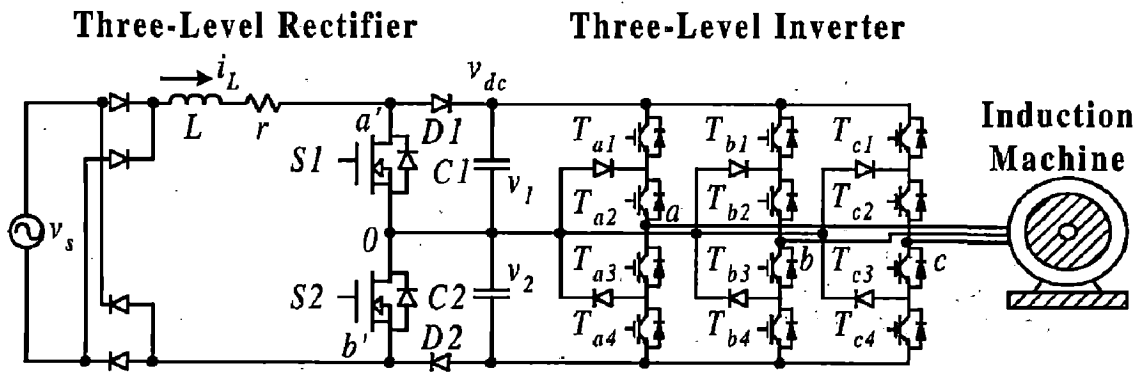 Three-Level Rectifier
Three-Level Inverter
i_L
v_dc
L
r
a'
D1
S1
C1
v_1
0
v_s
S2
C2
v_2
b'
D2
T_a1
T_b1
T_c1
T_a2
a
T_b2
T_c2
b
c
T_a3
T_b3
T_c3
T_a4
T_b4
T_c4
Induction
Machine